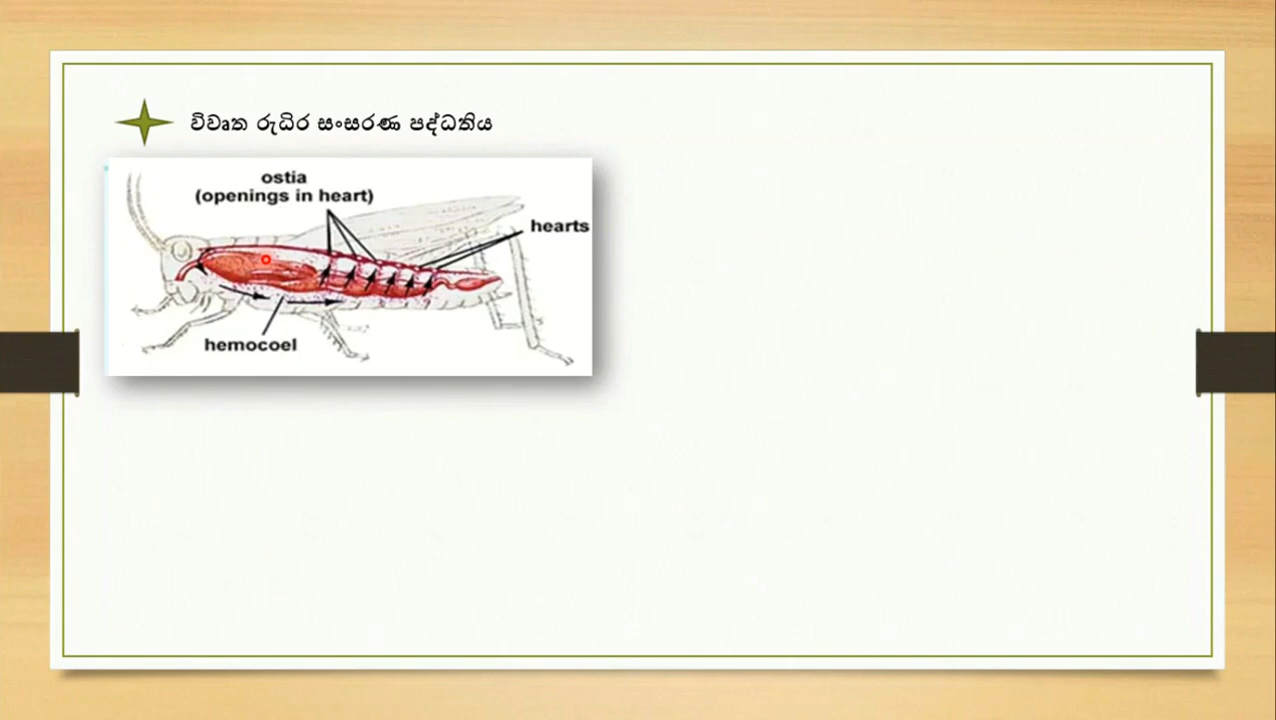 විවෘත රුධිර සංසරණ පද්ධතිය
ostia
(openings in heart)
hearts
hemocoel